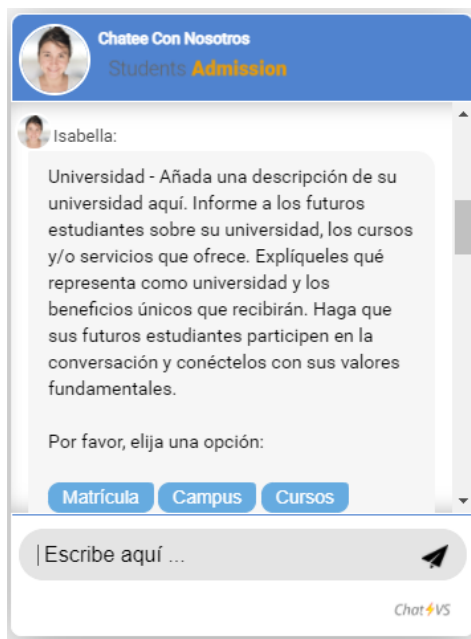 Chatee Con Nosotros
Students Admission
Isabella:
Universidad - Añada una descripción de su
universidad aquí. Informe a los futuros
estudiantes sobre su universidad, los cursos
y/o servicios que ofrece. Explíqueles qué
representa como universidad y los
beneficios únicos que recibirán. Haga que
sus futuros estudiantes participen en la
conversación y conéctelos con sus valores
fundamentales.
Por favor, elija una opción:
Matrícula Campus Cursos
Escribe aquí ...
Chat VS